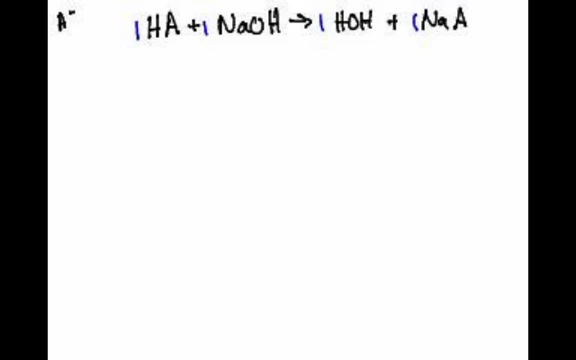 A⁻ 1 HA + 1 NaOH → 1 HOH + 1 NaA